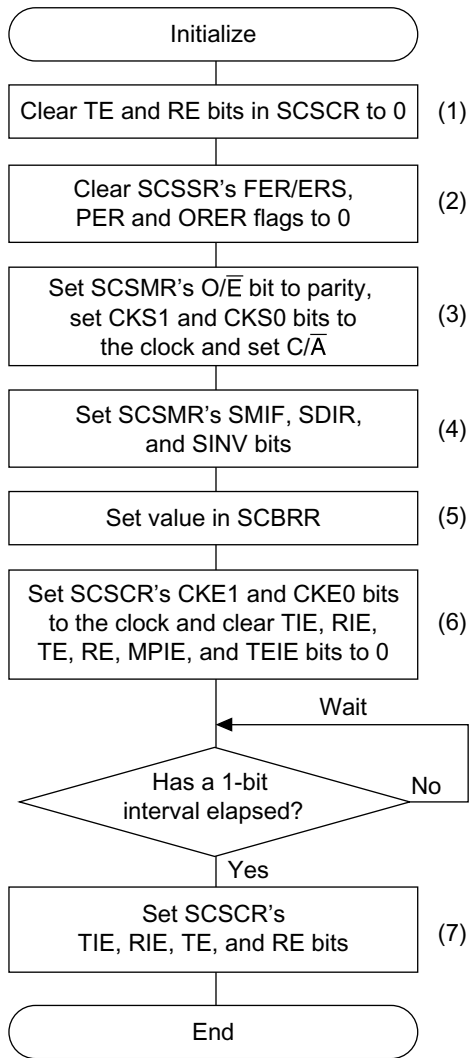 Initialize
Clear TE and RE bits in SCSCR to 0
(1)
Clear SCSSR's FER/ERS,
PER and ORER flags to 0
(2)
Set SCSMR's O/E̅ bit to parity,
set CKS1 and CKS0 bits to
the clock and set C/A̅
(3)
Set SCSMR's SMIF, SDIR,
and SINV bits
(4)
Set value in SCBRR
(5)
Set SCSCR's CKE1 and CKE0 bits
to the clock and clear TIE, RIE,
TE, RE, MPIE, and TEIE bits to 0
(6)
Wait
Has a 1-bit
interval elapsed?
No
Yes
Set SCSCR's
TIE, RIE, TE, and RE bits
(7)
End